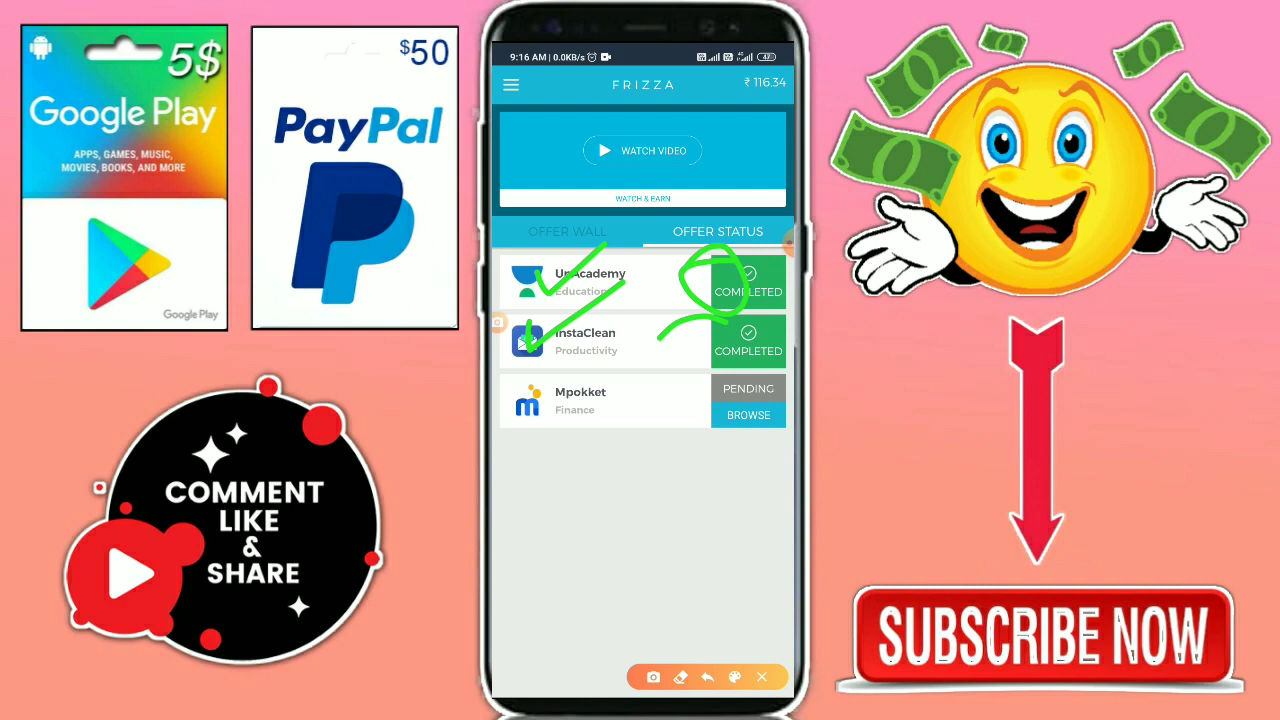 5$
Google Play
APPS, GAMES, MUSIC,
MOVIES, BOOKS, AND MORE
Google Play
$50
PayPal
COMMENT
LIKE
&
SHARE
9:16 AM | 0.0KB/s
47
FRIZZA
₹ 116.34
WATCH VIDEO
WATCH & EARN
OFFER WALL
OFFER STATUS
UnAcademy
Education
COMPLETED
InstaClean
Productivity
COMPLETED
Mpokket
Finance
PENDING
BROWSE
SUBSCRIBE NOW